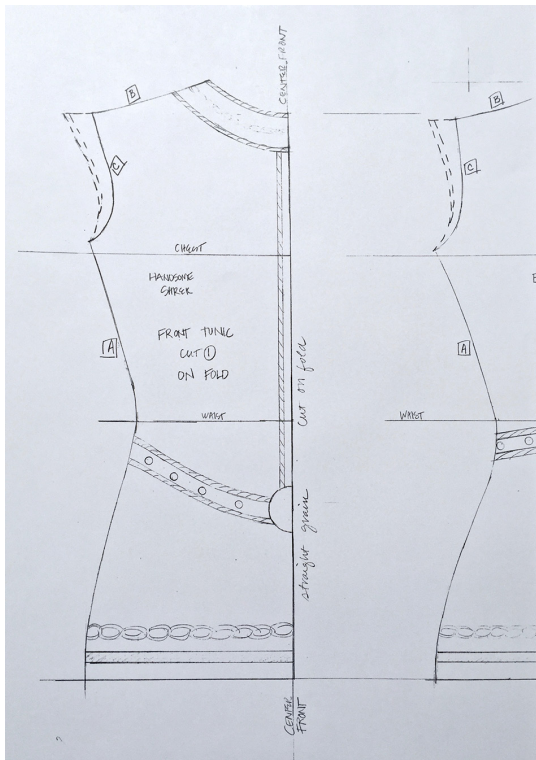 CENTER FRONT
B
B
C
C
CHEST
HANDSOME
SHREK
A
FRONT TUNIC
CUT ①
ON FOLD
A
cut on fold
WAIST
WAIST
straight grain
CENTER
FRONT